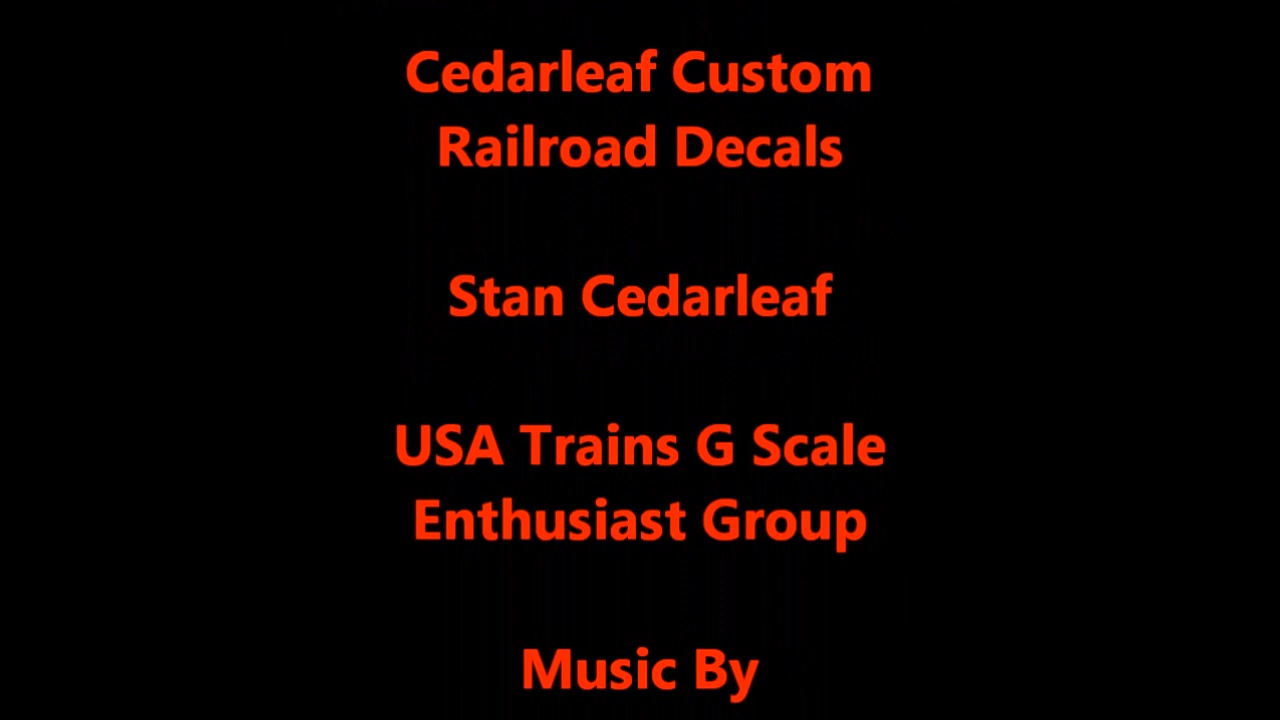 Cedarleaf Custom
Railroad Decals
Stan Cedarleaf
USA Trains G Scale
Enthusiast Group
Music By